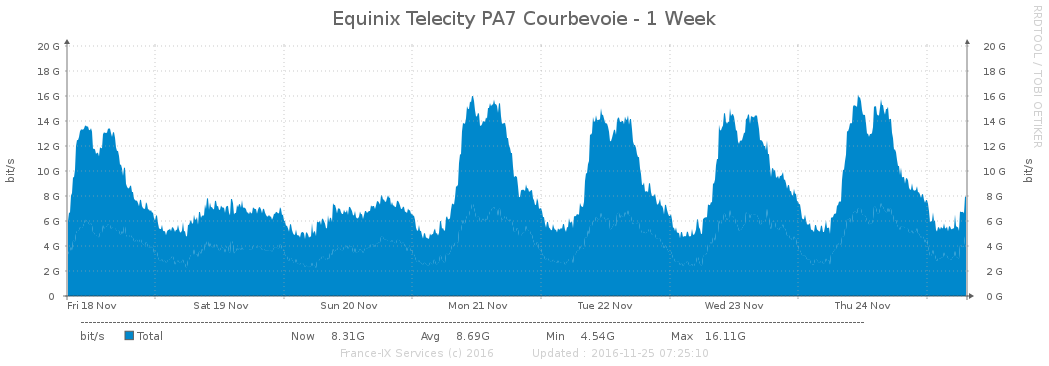 Equinix Telecity PA7 Courbevoie - 1 Week
RRDTOOL / TOBI OETIKER
bit/s
20 G
18 G
16 G
14 G
12 G
10 G
8 G
6 G
4 G
2 G
0
20 G
18 G
16 G
14 G
12 G
10 G
8 G
6 G
4 G
2 G
0 G
bit/s
Fri 18 Nov Sat 19 Nov Sun 20 Nov Mon 21 Nov Tue 22 Nov Wed 23 Nov Thu 24 Nov
bit/s Total Now 8.31G Avg 8.69G Min 4.54G Max 16.11G
France-IX Services (c) 2016 Updated : 2016-11-25 07:25:10